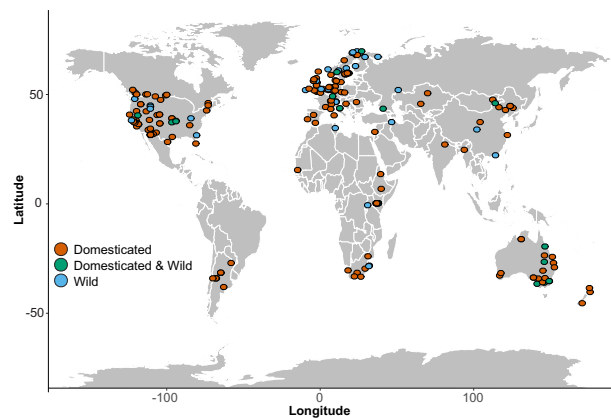 50
Latitude
0
Domesticated
Domesticated & Wild
Wild
-50
-100
0
100
Longitude